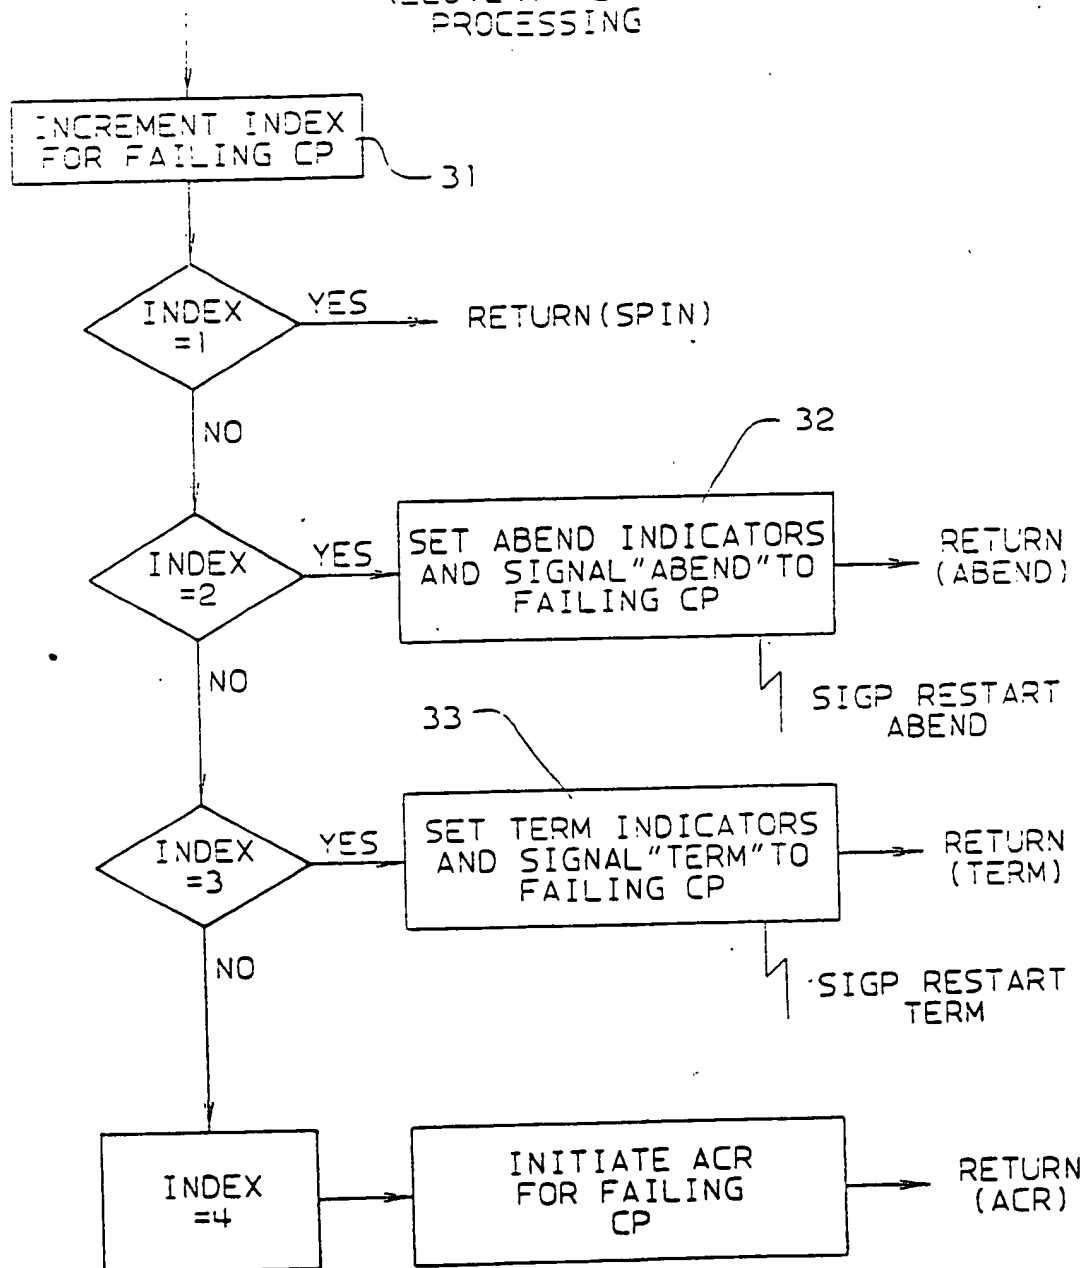 PROCESSING
INCREMENT INDEX
FOR FAILING CP
31
INDEX
=1
YES
RETURN(SPIN)
NO
32
INDEX
=2
YES
SET ABEND INDICATORS
AND SIGNAL"ABEND"TO
FAILING CP
RETURN
(ABEND)
NO
SIGP RESTART
ABEND
33
INDEX
=3
YES
SET TERM INDICATORS
AND SIGNAL"TERM"TO
FAILING CP
RETURN
(TERM)
NO
SIGP RESTART
TERM
INDEX
=4
INITIATE ACR
FOR FAILING
CP
RETURN
(ACR)